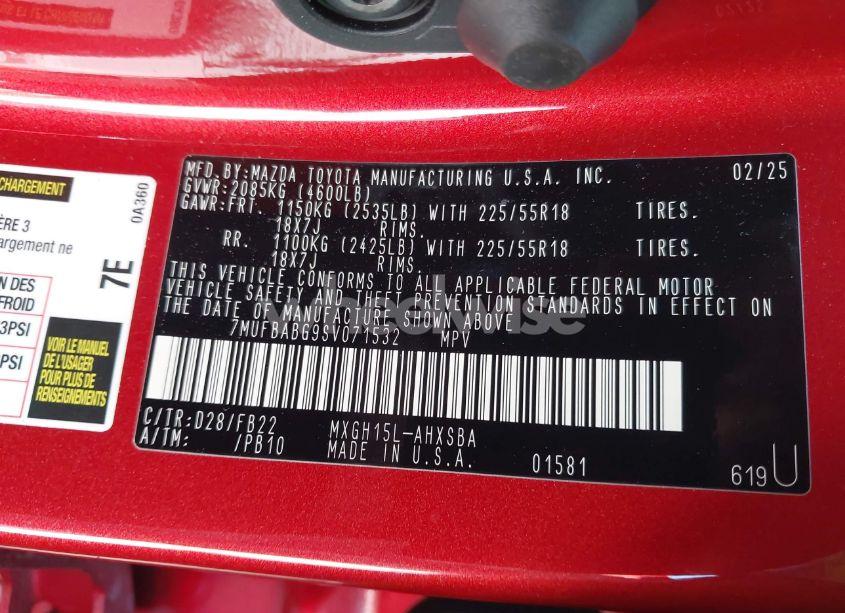 CHARGEMENT
ÈRE 3
argement ne
N DES
FROID
3PSI
PSI
VOIR LE MANUEL
DE L'USAGER
POUR PLUS DE
RENSEIGNEMENTS
7E
0A360
MFD.BY:MAZDA TOYOTA MANUFACTURING U.S.A. INC. 02/25
GVWR:2085KG (4600LB)
GAWR:FRT. 1150KG (2535LB) WITH 225/55R18 TIRES.
18X7J RIMS.
RR. 1100KG (2425LB) WITH 225/55R18 TIRES.
18X7J RIMS.
THIS VEHICLE CONFORMS TO ALL APPLICABLE FEDERAL MOTOR
VEHICLE SAFETY AND THEFT PREVENTION STANDARDS IN EFFECT ON
THE DATE OF MANUFACTURE SHOWN ABOVE.
7MUFBABG9SV071532 MPV
C/TR:D28/FB22 MXGH15L-AHXSBA
A/TM: /PB10 MADE IN U.S.A. 01581
619U